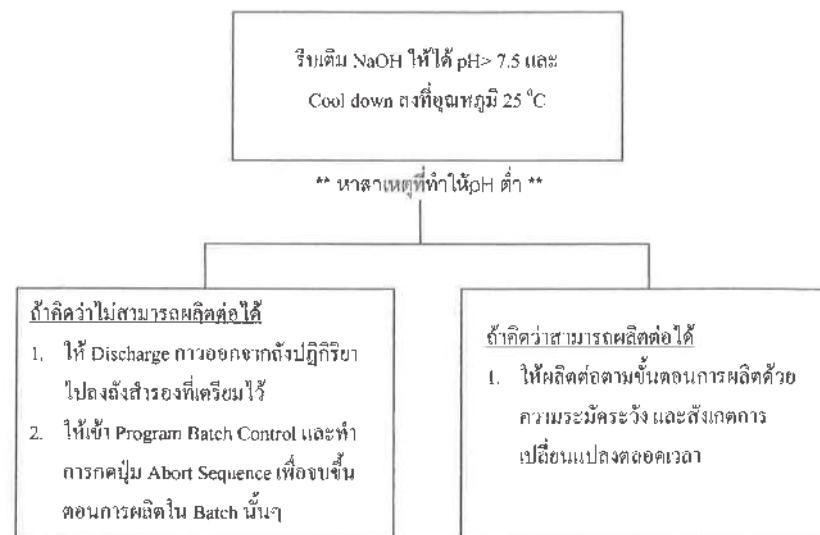 รีบเติม NaOH ให้ได้ pH> 7.5 และ
Cool down ลงที่อุณหภูมิ 25 °C
** หาสาเหตุที่ทำให้pH ต่ำ **
ถ้าคิดว่าไม่สามารถผลิตต่อได้
1. ให้ Discharge กาวออกจากถังปฏิกิริยา
ไปลงถังสำรองที่เตรียมไว้
2. ให้เข้า Program Batch Control และทำ
การกดปุ่ม Abort Sequence เพื่อจบขั้น
ตอนการผลิตใน Batch นั้นๆ
ถ้าคิดว่าสามารถผลิตต่อได้
1. ให้ผลิตต่อตามขั้นตอนการผลิตด้วย
ความระมัดระวัง และสังเกตการ
เปลี่ยนแปลงตลอดเวลา